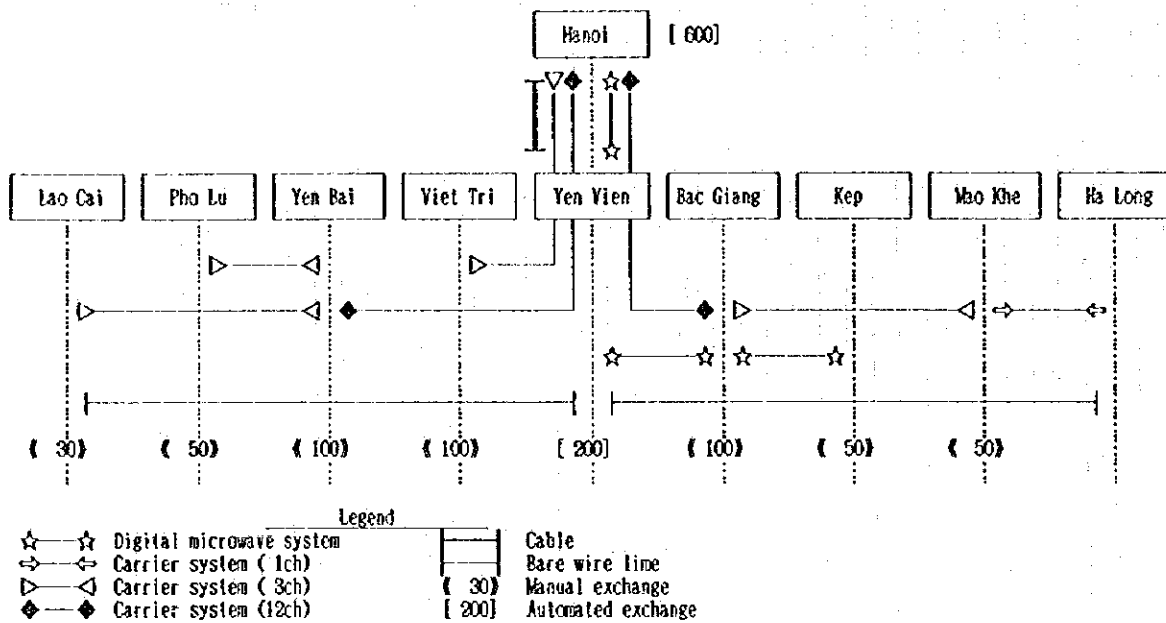 Hanoi [ 600]
Lao Cai Pho Lu Yen Bai Viet Tri Yen Vien Bac Giang Kep Mao Khe Ha Long
( 30) ( 50) (100) (100) [ 200] (100) ( 50) ( 50)
Legend
Digital microwave system Cable
Carrier system ( 1ch) Bare wire line
Carrier system ( 3ch) ( 30) Manual exchange
Carrier system (12ch) [ 200] Automated exchange